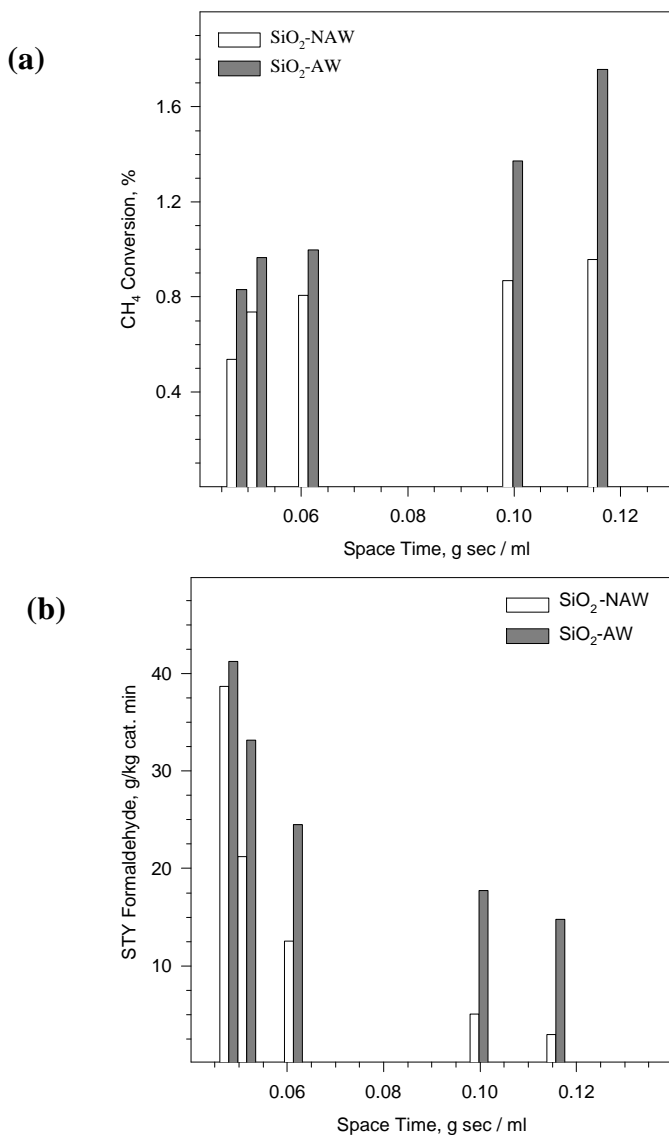 (a)
SiO2-NAW
SiO2-AW
CH4 Conversion, %
1.6
1.2
0.8
0.4
0.06
0.08
0.10
0.12
Space Time, g sec / ml
(b)
SiO2-NAW
SiO2-AW
STY Formaldehyde, g/kg cat. min
40
30
20
10
0.06
0.08
0.10
0.12
Space Time, g sec / ml